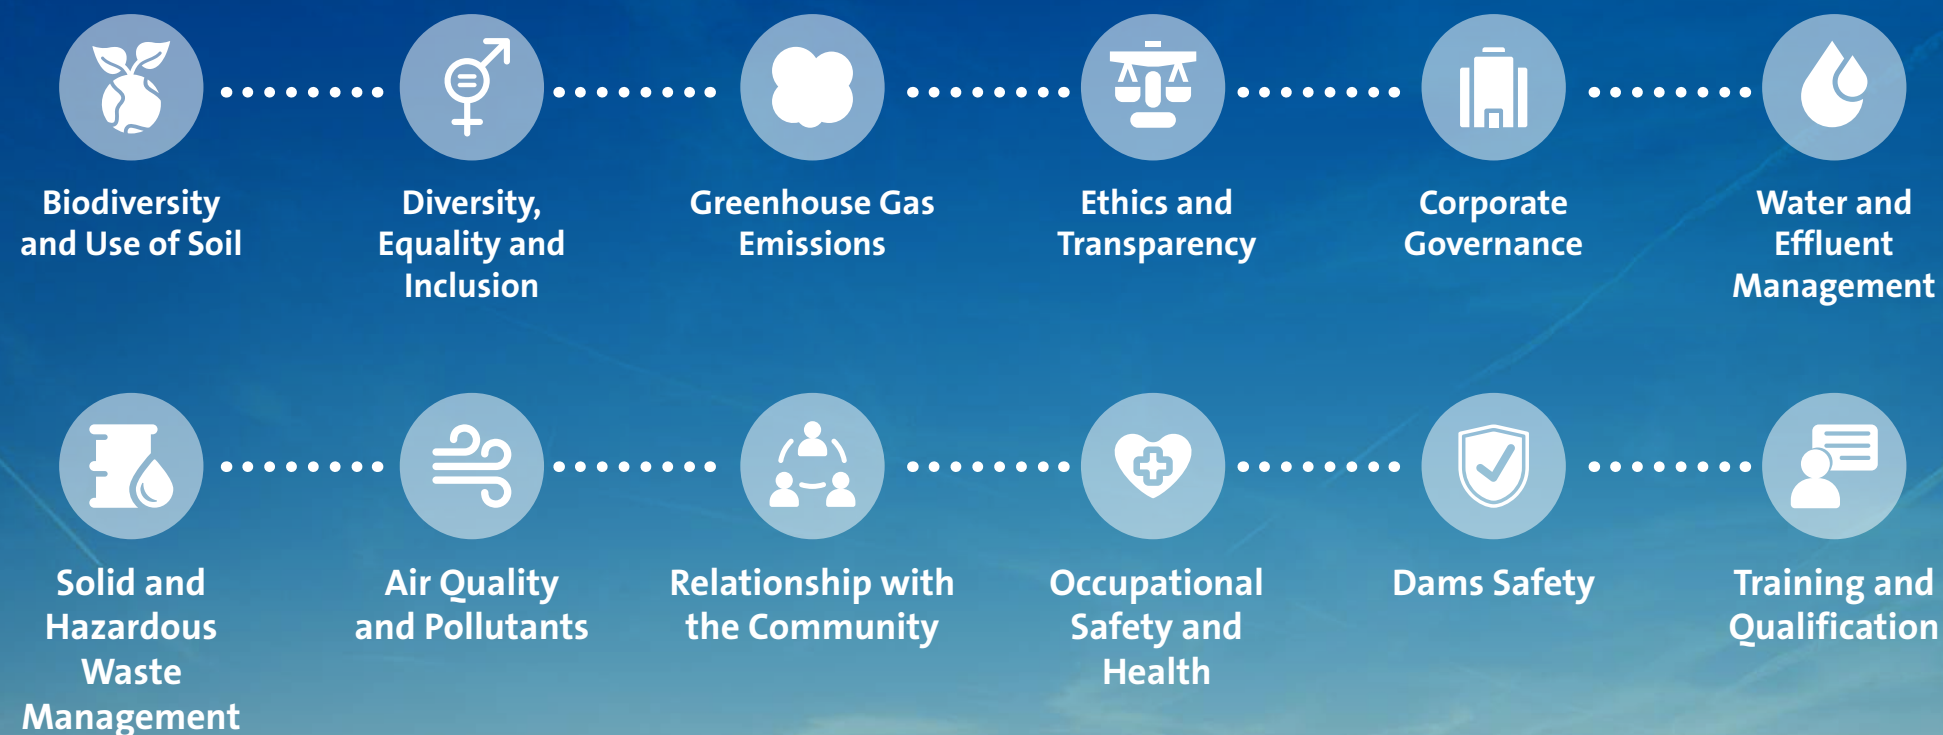 Biodiversity
and Use of Soil
Diversity,
Equality and
Inclusion
Greenhouse Gas
Emissions
Ethics and
Transparency
Corporate
Governance
Water and
Effluent
Management
Solid and
Hazardous
Waste
Management
Air Quality
and Pollutants
Relationship with
the Community
Occupational
Safety and
Health
Dams Safety
Training and
Qualification